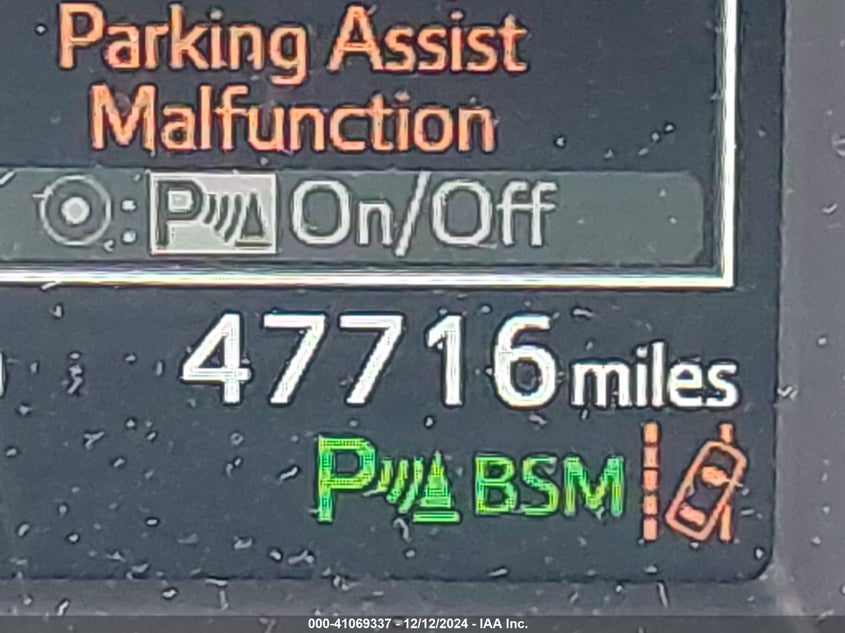 Parking Assist
Malfunction
: P On/Off
47716 miles
P BSM
000-41069337 - 12/12/2024 - IAA Inc.